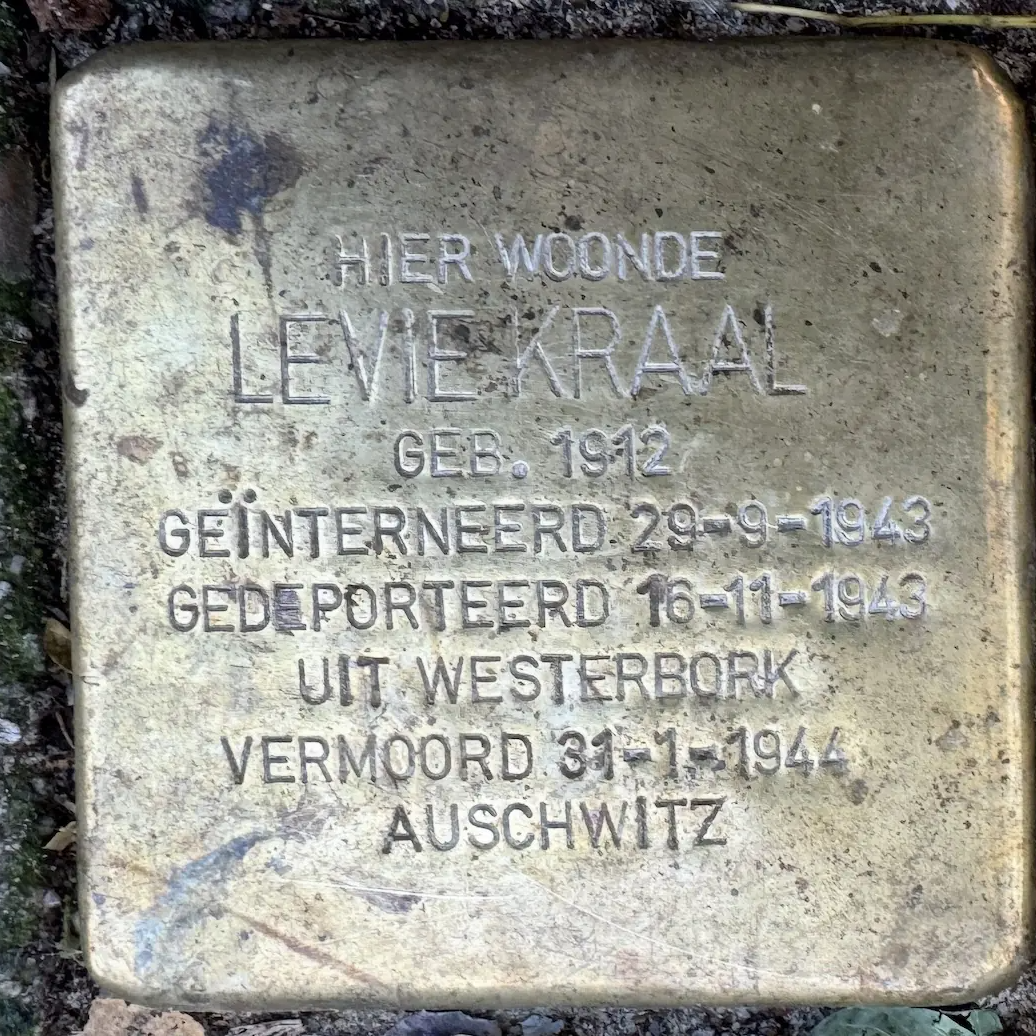 HIER WOONDE
LEVIE KRAAL
GEB. 1912
GEÏNTERNEERD 29-9-1943
GEDEPORTEERD 16-11-1943
UIT WESTERBORK
VERMOORD 31-1-1944
AUSCHWITZ